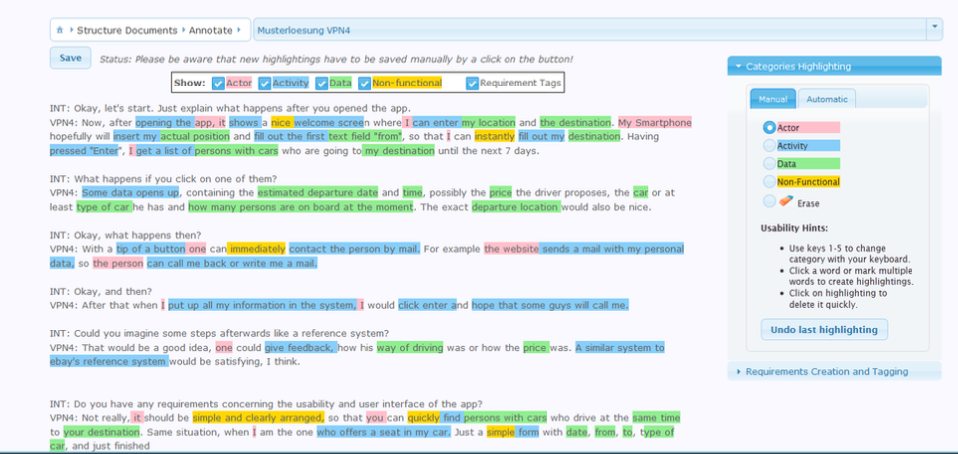 Structure Documents Annotate Musterloesung VPN4
Save Status: Please be aware that new highlightings have to be saved manually by a click on the button!
Show: Actor Activity Data Non-functional Requirement Tags
INT: Okay, let's start. Just explain what happens after you opened the app.
VPN4: Now, after opening the app, it shows a nice welcome screen where I can enter my location and the destination. My Smartphone
hopefully will insert my actual position and fill out the first text field "from", so that I can instantly fill out my destination. Having
pressed "Enter", I get a list of persons with cars who are going to my destination until the next 7 days.
INT: What happens if you click on one of them?
VPN4: Some data opens up, containing the estimated departure date and time, possibly the price the driver proposes, the car or at
least type of car he has and how many persons are on board at the moment. The exact departure location would also be nice.
INT: Okay, what happens then?
VPN4: With a tip of a button one can immediately contact the person by mail. For example the website sends a mail with my personal
data, so the person can call me back or write me a mail.
INT: Okay, and then?
VPN4: After that when I put up all my information in the system, I would click enter and hope that some guys will call me.
INT: Could you imagine some steps afterwards like a reference system?
VPN4: That would be a good idea, one could give feedback, how his way of driving was or how the price was. A similar system to
ebay's reference system would be satisfying, I think.
INT: Do you have any requirements concerning the usability and user interface of the app?
VPN4: Not really, it should be simple and clearly arranged, so that you can quickly find persons with cars who drive at the same time
to your destination. Same situation, when I am the one who offers a seat in my car. Just a simple form with date, from, to, type of
car, and just finished
Categories Highlighting
Manual Automatic
Actor
Activity
Data
Non-Functional
Erase
Usability Hints:
• Use keys 1-5 to change
category with your keyboard.
• Click a word or mark multiple
words to create highlightings.
• Click on highlighting to
delete it quickly.
Undo last highlighting
Requirements Creation and Tagging